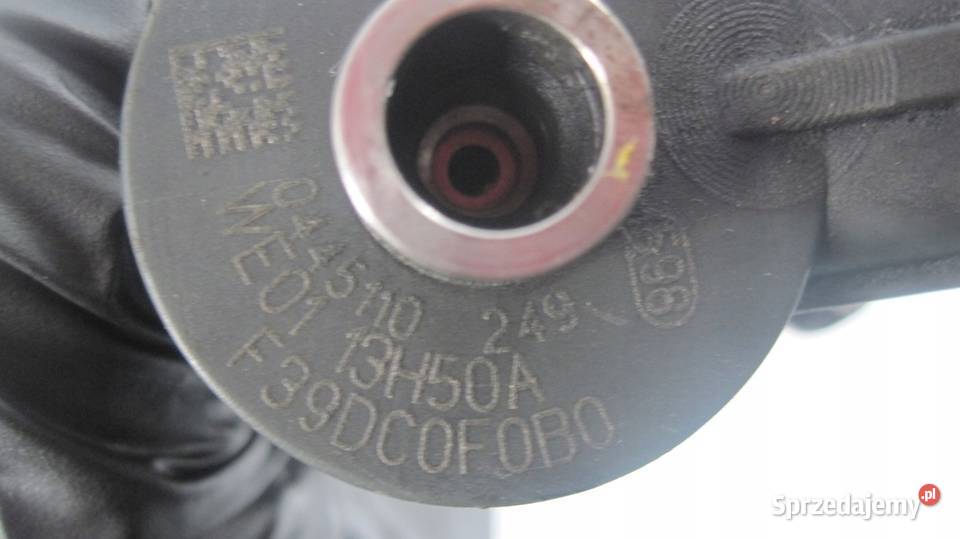 0445110 249
WE01 13H50A
F39DC0F0B0
Sprzedajemy.pl